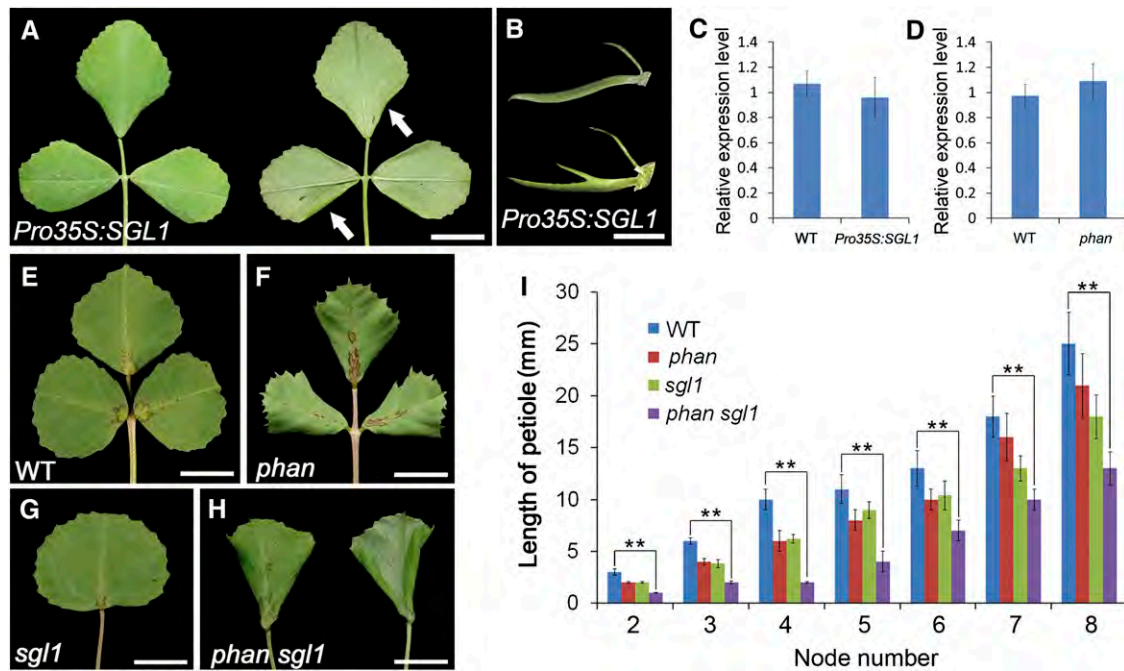 A
Pro35S:SGL1
B
Pro35S:SGL1
C
Relative expression level
1.4
1.2
1
0.8
0.6
0.4
0.2
0
WT
Pro35S:SGL1
D
Relative expression level
1.4
1.2
1
0.8
0.6
0.4
0.2
0
WT
phan
E
WT
F
phan
G
sgl1
H
phan sgl1
I
Length of petiole (mm)
30
25
20
15
10
5
0
WT
phan
sgl1
phan sgl1
**
**
**
**
**
**
**
2
3
4
5
6
7
8
Node number